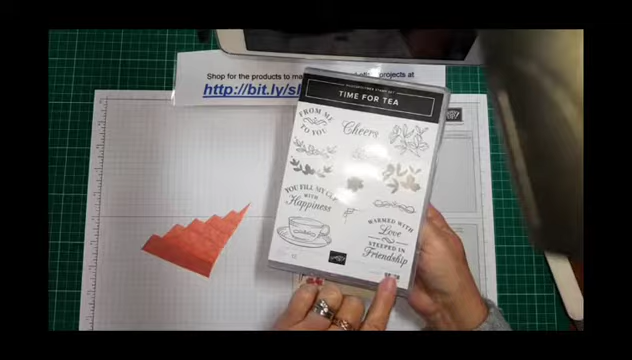 Shop for the products to ma
projects at
http://bit.ly/s
TIME FOR TEA
FROM ME
TO YOU
Cheers
YOU FILL MY CUP
WITH
Happiness
WARMED WITH
Love
STEEPED IN
Friendship